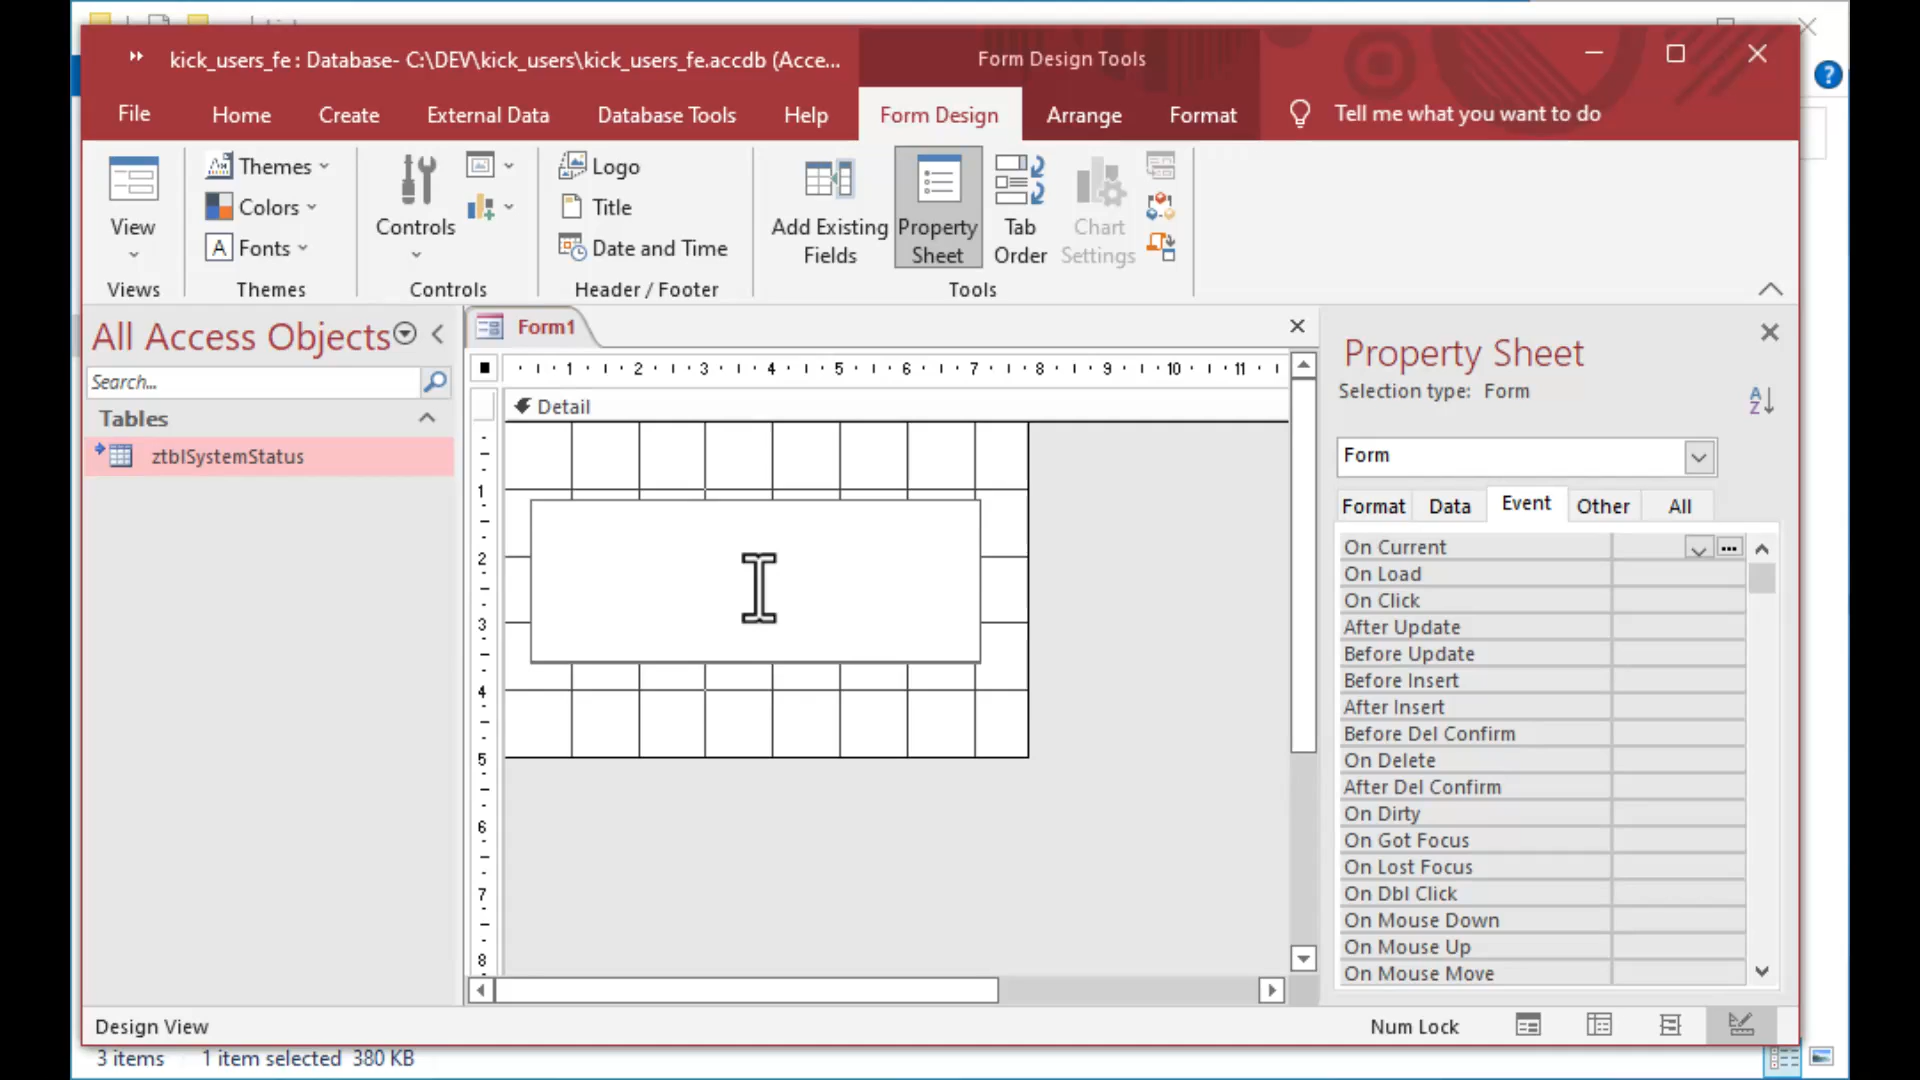 kick_users_fe : Database- C:\DEV\kick_users\kick_users_fe.accdb (Acce...
Form Design Tools
File
Home
Create
External Data
Database Tools
Help
Form Design
Arrange
Format
Tell me what you want to do
View
Views
Themes
Colors
Fonts
Themes
Controls
Controls
Logo
Title
Date and Time
Header / Footer
Add Existing
Fields
Property
Sheet
Tab
Order
Chart
Settings
Tools
All Access Objects
Search...
Tables
ztblSystemStatus
Form1
1 2 3 4 5 6 7 8 9 10 11
Detail
1
2
3
4
5
6
7
8
Property Sheet
Selection type: Form
Form
Format
Data
Event
Other
All
On Current
On Load
On Click
After Update
Before Update
Before Insert
After Insert
Before Del Confirm
On Delete
After Del Confirm
On Dirty
On Got Focus
On Lost Focus
On Dbl Click
On Mouse Down
On Mouse Up
On Mouse Move
Design View
Num Lock
3 items 1 item selected 380 KB